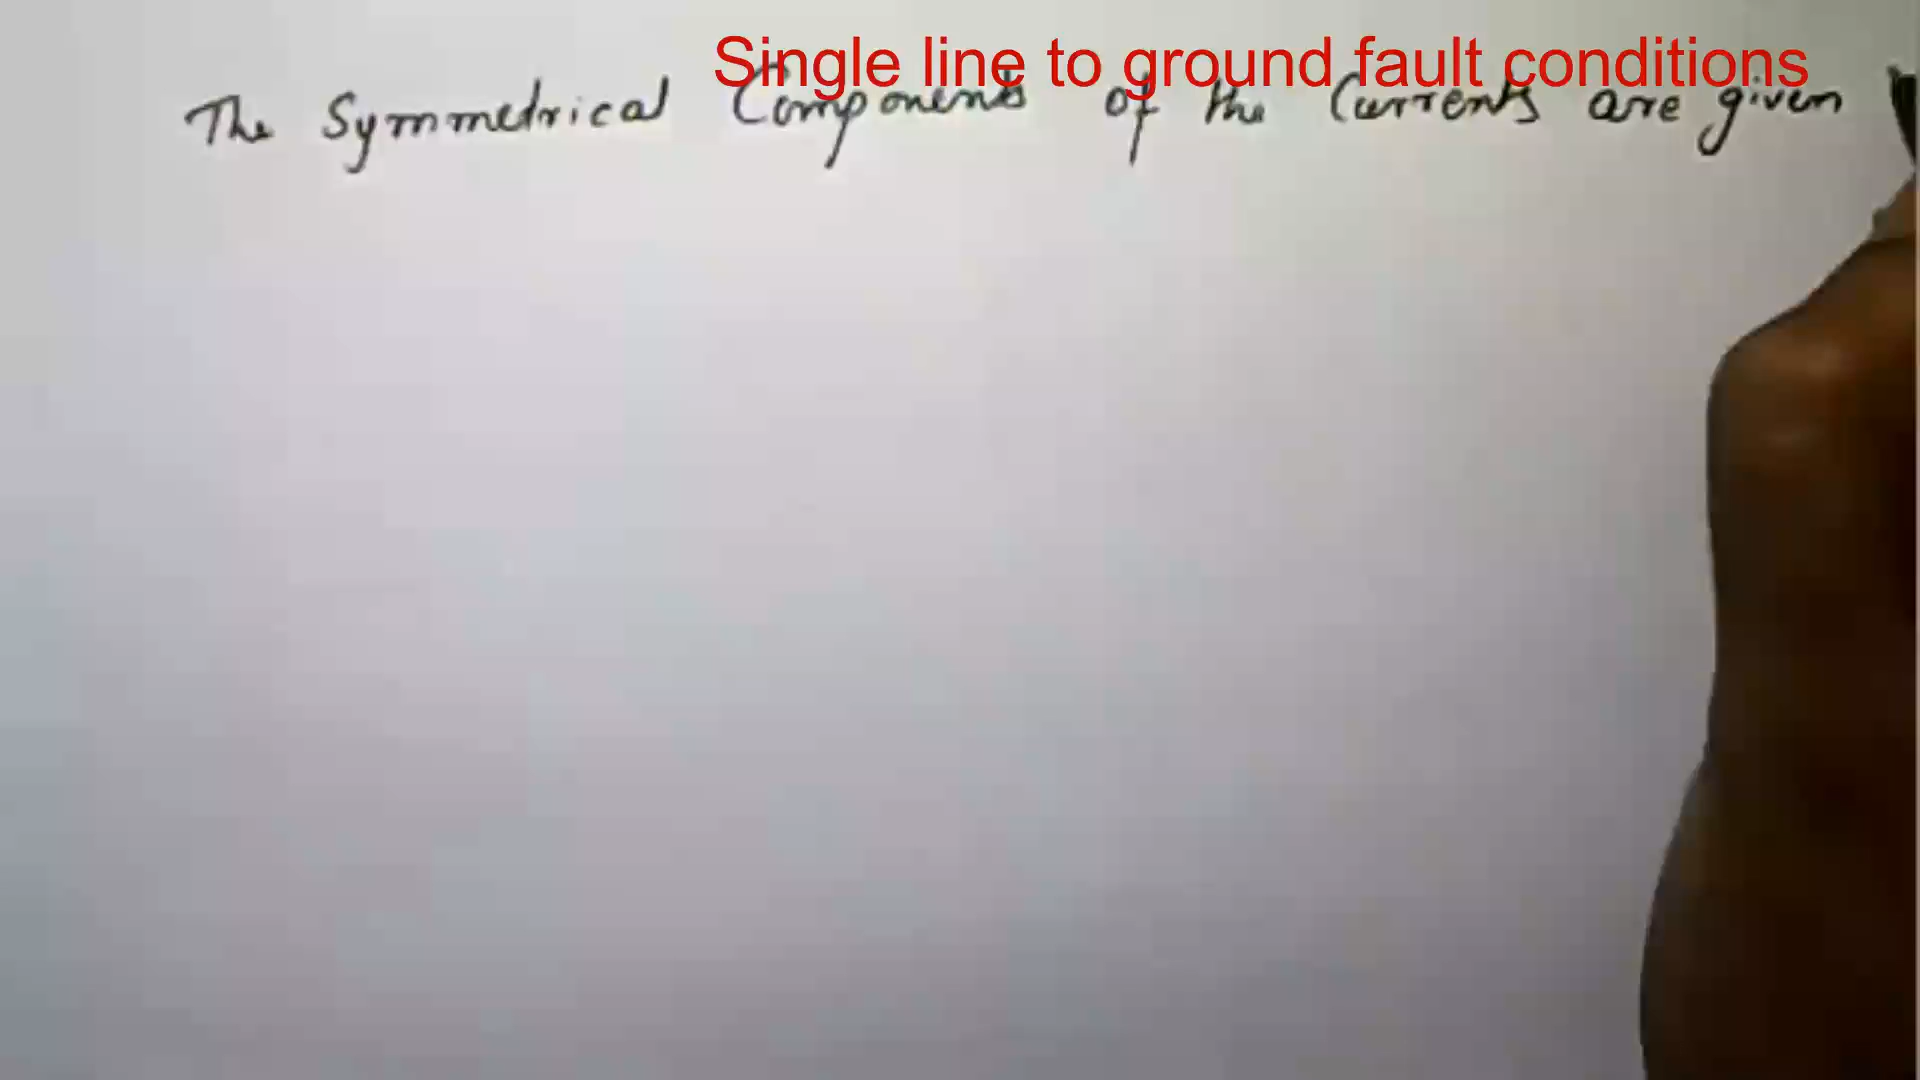 Single line to ground fault conditions
The Symmetrical Components of the Currents are given